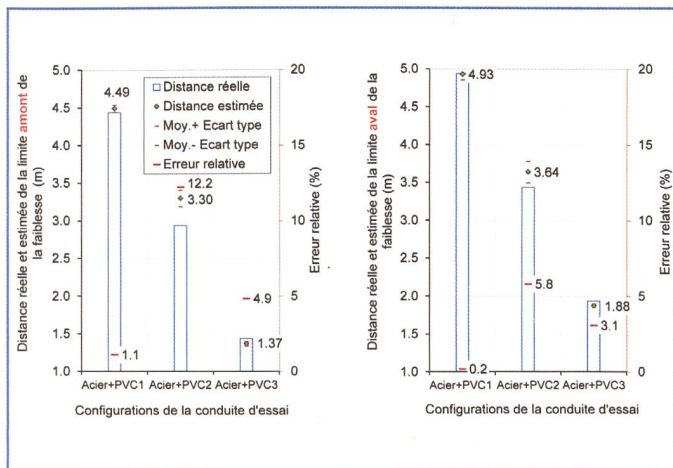 Distance réelle et estimée de la limite amont de
la faiblesse (m)
5.0
4.5
4.0
3.5
3.0
2.5
2.0
1.5
1.0
4.49
12.2
3.30
4.9
1.37
1.1
Distance réelle
Distance estimée
Moy.+ Ecart type
Moy.- Ecart type
Erreur relative
20
15
10
5
0
Erreur relative (%)
Acier+PVC1 Acier+PVC2 Acier+PVC3
Configurations de la conduite d'essai
Distance réelle et estimée de la limite aval de la
faiblesse (m)
5.0
4.5
4.0
3.5
3.0
2.5
2.0
1.5
1.0
4.93
3.64
5.8
1.88
3.1
0.2
20
15
10
5
0
Erreur relative (%)
Acier+PVC1 Acier+PVC2 Acier+PVC3
Configurations de la conduite d'essai